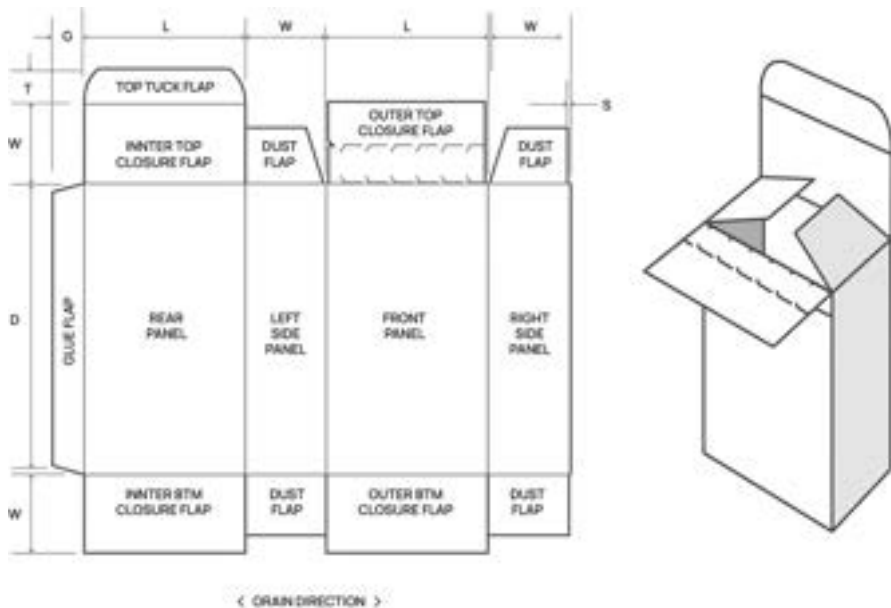 G L W L W
T
TOP TUCK FLAP
S
W
INNTER TOP
CLOSURE FLAP
DUST
FLAP
OUTER TOP
CLOSURE FLAP
DUST
FLAP
D
GLUE FLAP
REAR
PANEL
LEFT
SIDE
PANEL
FRONT
PANEL
RIGHT
SIDE
PANEL
W
INNTER BTM
CLOSURE FLAP
DUST
FLAP
OUTER BTM
CLOSURE FLAP
DUST
FLAP
< GRAIN DIRECTION >